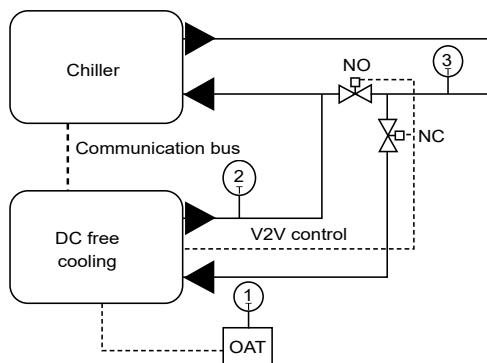 Chiller
3
T
NO
Communication bus
NC
2
T
DC free
cooling
V2V control
1
T
OAT